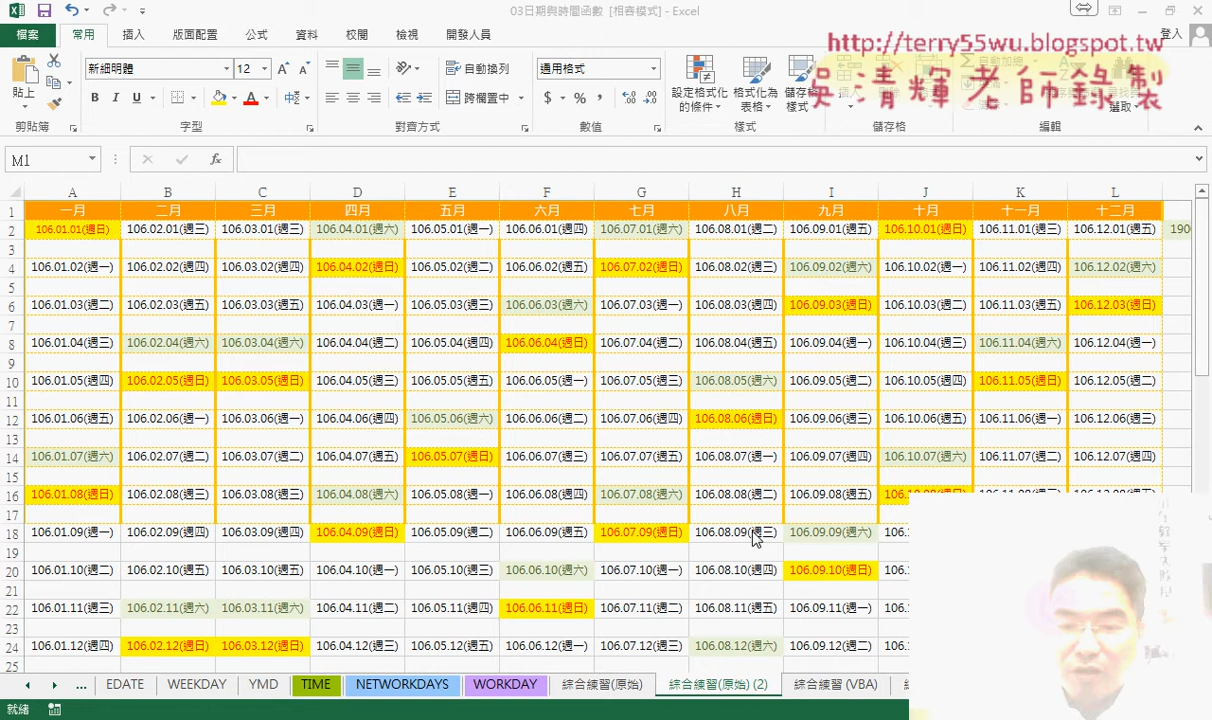 03日期與時間函數 [相容模式] - Excel
登入
檔案 常用 插入 版面配置 公式 資料 校閱 檢視 開發人員
http://terry55wu.blogspot.tw
吳清輝老師錄製
新細明體 12 自動換列 通用格式 自動加總
貼上 B I U 跨欄置中 $ % 設定格式化的條件 格式化為表格 儲存格樣式 插入 選取
剪貼簿 字型 對齊方式 數值 樣式 儲存格 編輯
M1
A B C D E F G H I J K L
1 一月 二月 三月 四月 五月 六月 七月 八月 九月 十月 十一月 十二月
2 106.01.01(週日) 106.02.01(週三) 106.03.01(週三) 106.04.01(週六) 106.05.01(週一) 106.06.01(週四) 106.07.01(週六) 106.08.01(週二) 106.09.01(週五) 106.10.01(週日) 106.11.01(週三) 106.12.01(週五) 190
3
4 106.01.02(週一) 106.02.02(週四) 106.03.02(週四) 106.04.02(週日) 106.05.02(週二) 106.06.02(週五) 106.07.02(週日) 106.08.02(週三) 106.09.02(週六) 106.10.02(週一) 106.11.02(週四) 106.12.02(週六)
5
6 106.01.03(週二) 106.02.03(週五) 106.03.03(週五) 106.04.03(週一) 106.05.03(週三) 106.06.03(週六) 106.07.03(週一) 106.08.03(週四) 106.09.03(週日) 106.10.03(週二) 106.11.03(週五) 106.12.03(週日)
7
8 106.01.04(週三) 106.02.04(週六) 106.03.04(週六) 106.04.04(週二) 106.05.04(週四) 106.06.04(週日) 106.07.04(週二) 106.08.04(週五) 106.09.04(週一) 106.10.04(週三) 106.11.04(週六) 106.12.04(週一)
9
10 106.01.05(週四) 106.02.05(週日) 106.03.05(週日) 106.04.05(週三) 106.05.05(週五) 106.06.05(週一) 106.07.05(週三) 106.08.05(週六) 106.09.05(週二) 106.10.05(週四) 106.11.05(週日) 106.12.05(週二)
11
12 106.01.06(週五) 106.02.06(週一) 106.03.06(週一) 106.04.06(週四) 106.05.06(週六) 106.06.06(週二) 106.07.06(週四) 106.08.06(週日) 106.09.06(週三) 106.10.06(週五) 106.11.06(週一) 106.12.06(週三)
13
14 106.01.07(週六) 106.02.07(週二) 106.03.07(週二) 106.04.07(週五) 106.05.07(週日) 106.06.07(週三) 106.07.07(週五) 106.08.07(週一) 106.09.07(週四) 106.10.07(週六) 106.11.07(週二) 106.12.07(週四)
15
16 106.01.08(週日) 106.02.08(週三) 106.03.08(週三) 106.04.08(週六) 106.05.08(週一) 106.06.08(週四) 106.07.08(週六) 106.08.08(週二) 106.09.08(週五)
17
18 106.01.09(週一) 106.02.09(週四) 106.03.09(週四) 106.04.09(週日) 106.05.09(週二) 106.06.09(週五) 106.07.09(週日) 106.08.09(週三) 106.09.09(週六) 106
19
20 106.01.10(週二) 106.02.10(週五) 106.03.10(週五) 106.04.10(週一) 106.05.10(週三) 106.06.10(週六) 106.07.10(週一) 106.08.10(週四) 106.09.10(週日) 106
21
22 106.01.11(週三) 106.02.11(週六) 106.03.11(週六) 106.04.11(週二) 106.05.11(週四) 106.06.11(週日) 106.07.11(週二) 106.08.11(週五) 106.09.11(週一) 106
23
24 106.01.12(週四) 106.02.12(週日) 106.03.12(週日) 106.04.12(週三) 106.05.12(週五) 106.06.12(週一) 106.07.12(週三) 106.08.12(週六) 106.09.12(週二) 106
25
... EDATE WEEKDAY YMD TIME NETWORKDAYS WORKDAY 綜合練習(原始) 綜合練習(原始) (2) 綜合練習 (VBA)
就緒